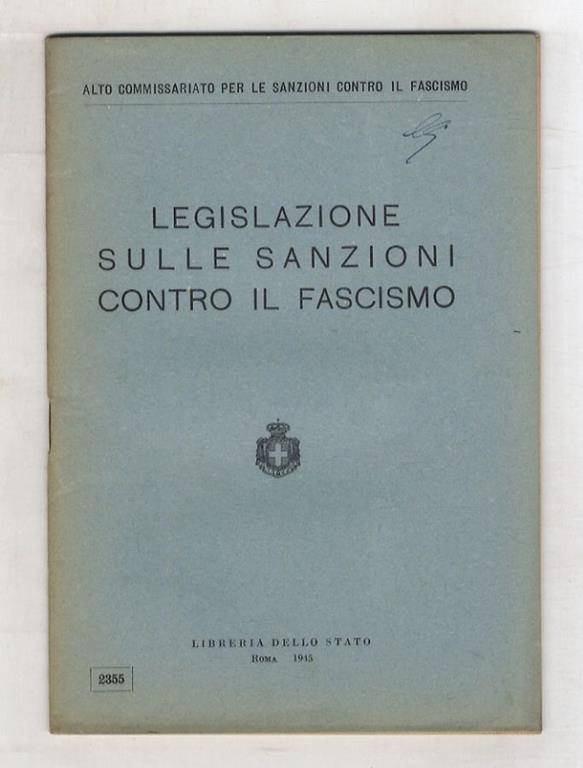 ALTO COMMISSARIATO PER LE SANZIONI CONTRO IL FASCISMO
LEGISLAZIONE
SULLE SANZIONI
CONTRO IL FASCISMO
LIBRERIA DELLO STATO
ROMA 1945
2355